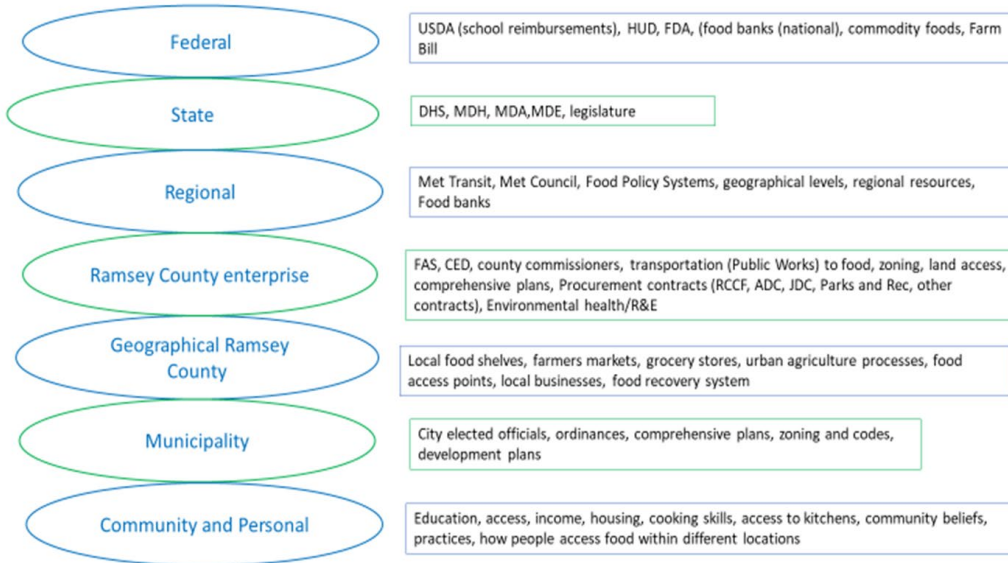 Federal
USDA (school reimbursements), HUD, FDA, (food banks (national), commodity foods, Farm
Bill
State
DHS, MDH, MDA,MDE, legislature
Regional
Met Transit, Met Council, Food Policy Systems, geographical levels, regional resources,
Food banks
Ramsey County enterprise
FAS, CED, county commissioners, transportation (Public Works) to food, zoning, land access,
comprehensive plans, Procurement contracts (RCCF, ADC, JDC, Parks and Rec, other
contracts), Environmental health/R&E
Geographical Ramsey
County
Local food shelves, farmers markets, grocery stores, urban agriculture processes, food
access points, local businesses, food recovery system
Municipality
City elected officials, ordinances, comprehensive plans, zoning and codes,
development plans
Community and Personal
Education, access, income, housing, cooking skills, access to kitchens, community beliefs,
practices, how people access food within different locations